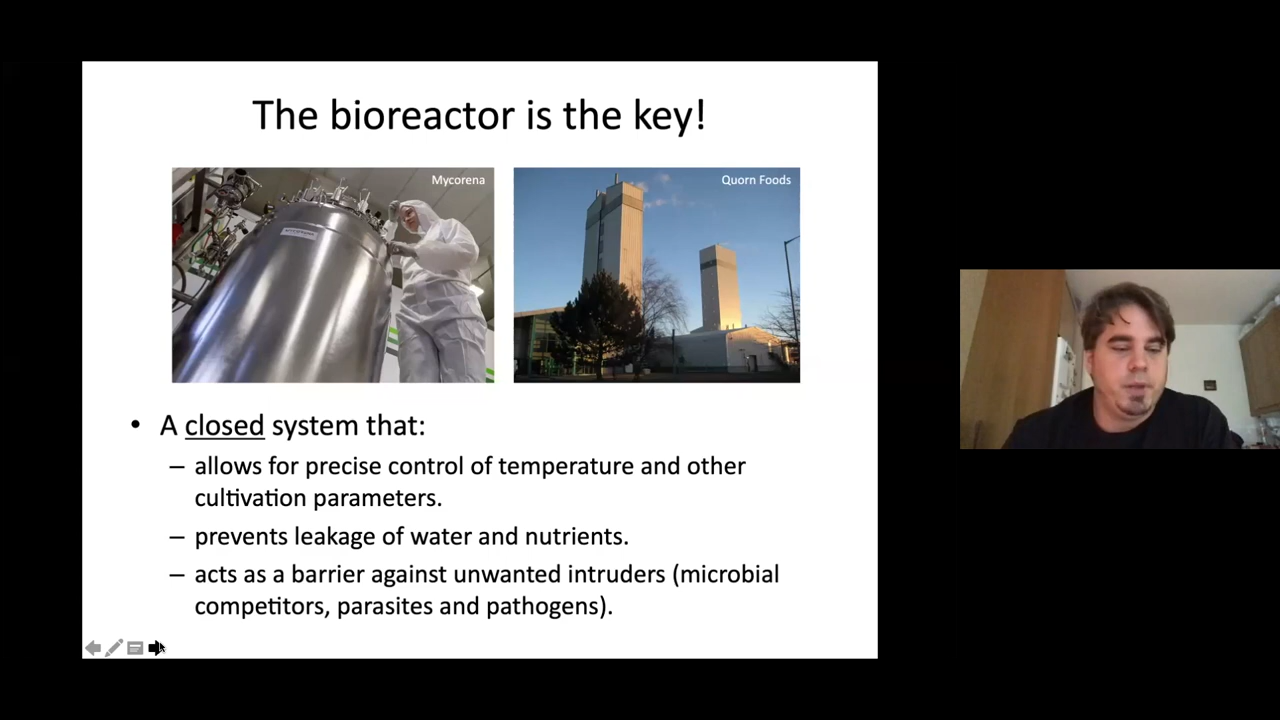 The bioreactor is the key!
Mycorena
Quorn Foods
• A closed system that:
– allows for precise control of temperature and other
cultivation parameters.
– prevents leakage of water and nutrients.
– acts as a barrier against unwanted intruders (microbial
competitors, parasites and pathogens).